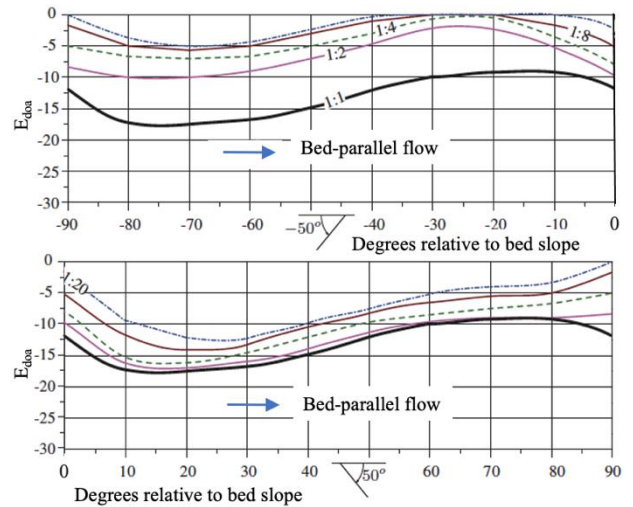 0
-5
-10
-15
-20
-25
-30
E_doa
1:4
1:8
1:2
1:1
Bed-parallel flow
-90 -80 -70 -60 −50° -40 -30 -20 -10 0
Degrees relative to bed slope
0
-5
-10
-15
-20
-25
-30
E_doa
1:20
Bed-parallel flow
0 10 20 30 40 50° 60 70 80 90
Degrees relative to bed slope